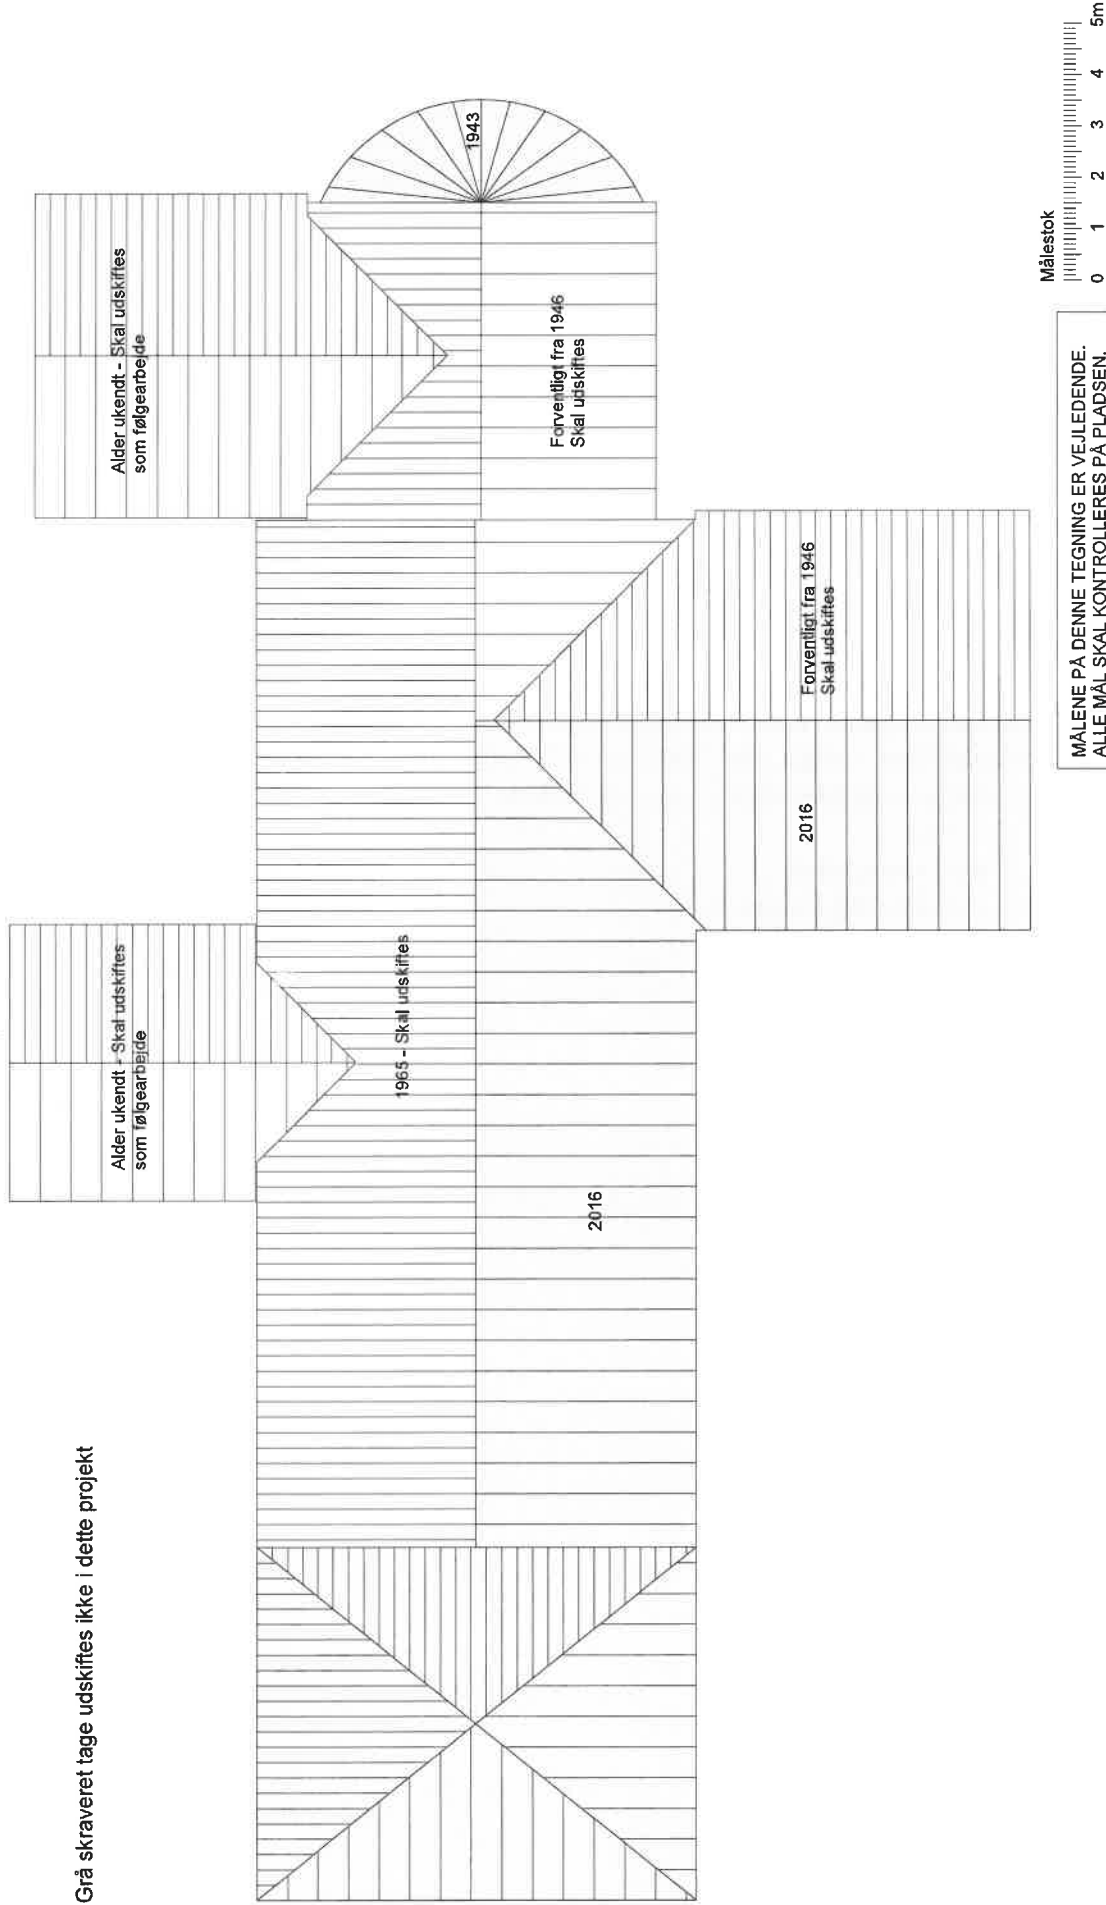 Grå skraveret tage udskiftes ikke i dette projekt
Alder ukendt - Skal udskiftes
som følgearbejde
Alder ukendt - Skal udskiftes
som følgearbejde
1965 - Skal udskiftes
1943
2016
Forventligt fra 1946
Skal udskiftes
2016
Forventligt fra 1946
Skal udskiftes
Målestok
0 1 2 3 4 5m
MÅLENE PÅ DENNE TEGNING ER VEJLEDENDE.
ALLE MÅL SKAL KONTROLLERES PÅ PLADSEN.